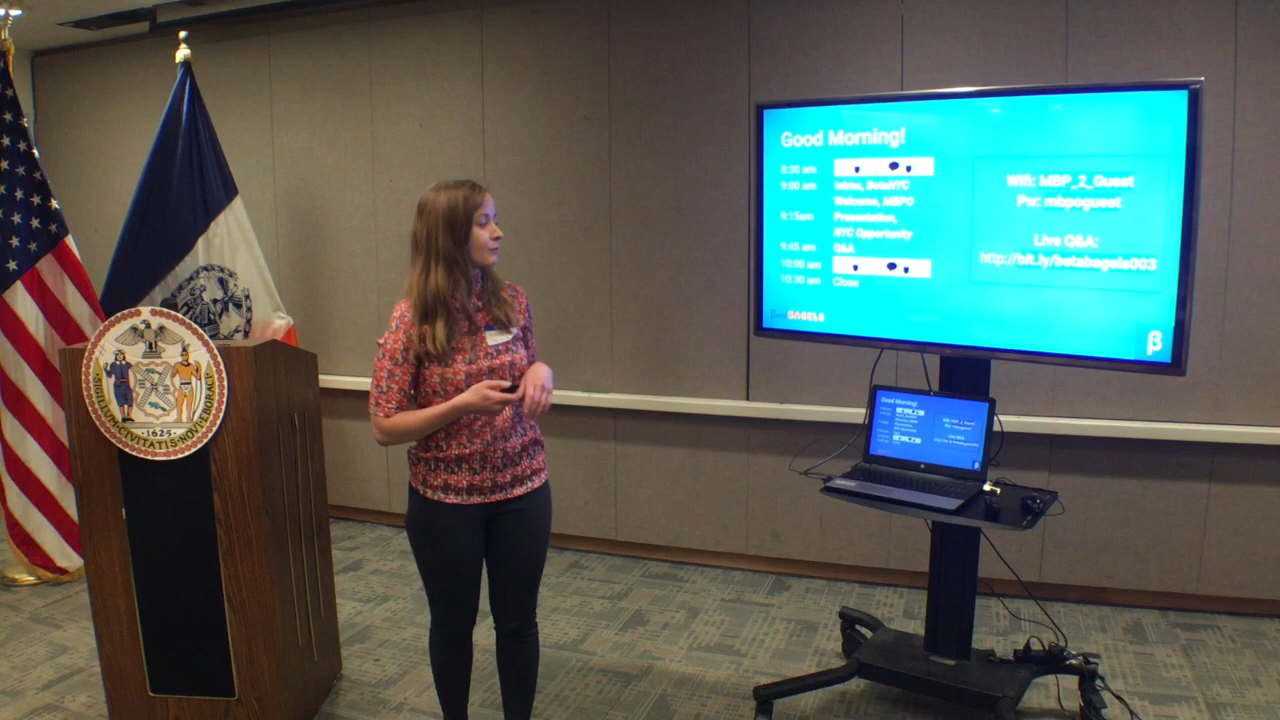 Good Morning!
8:30 am
9:00 am Intros, BetaNYC
Welcome, MBPO
9:15am Presentation,
NYC Opportunity
9:45 am Q&A
10:00 am
10:30 am Close
Wifi: MBP_2_Guest
Pw: mbpoguest
Live Q&A:
http://bit.ly/betabagels003
BAGELS
β
SIGILLVM CIVITATIS NOVI EBORACI
1625
Good Morning!